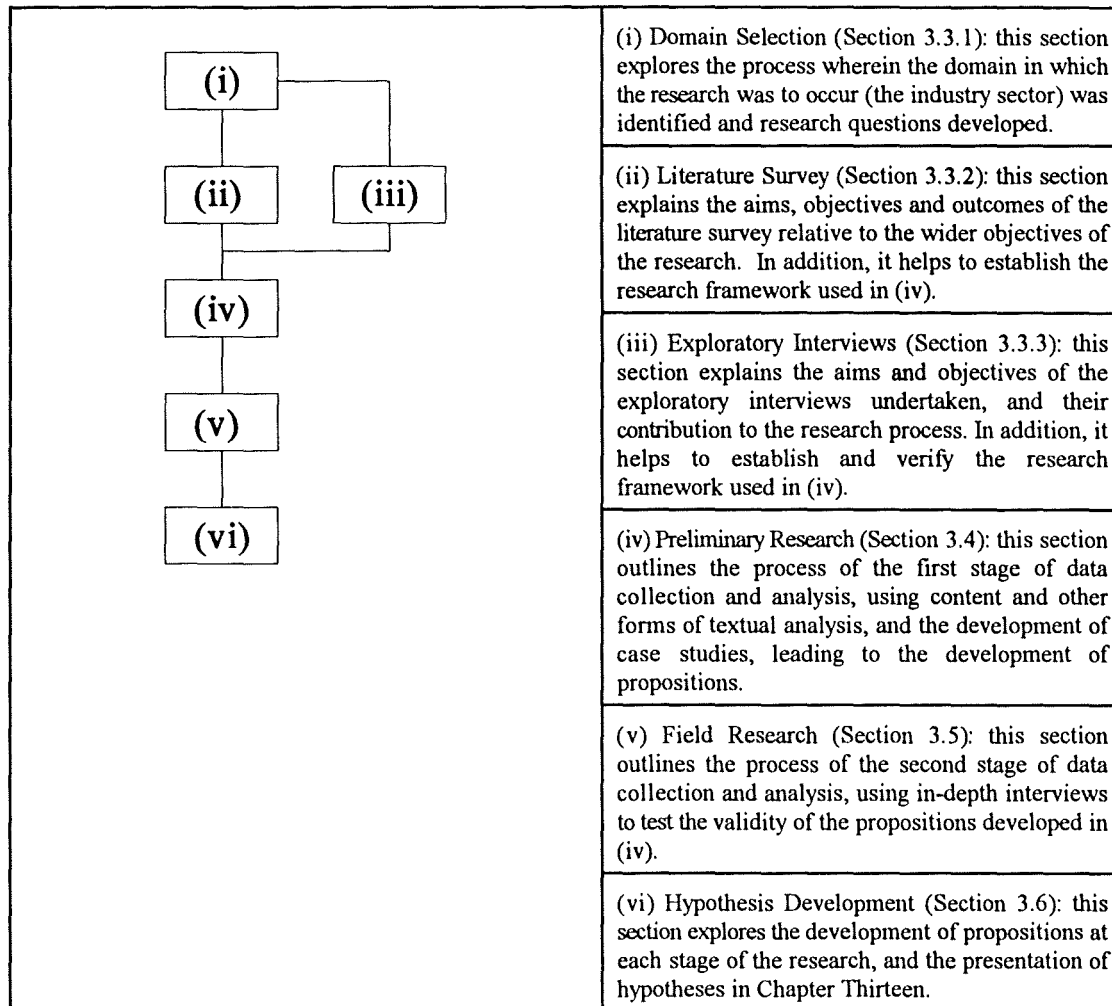 (i)
(ii)
(iii)
(iv)
(v)
(vi)
(i) Domain Selection (Section 3.3.1): this section
explores the process wherein the domain in which
the research was to occur (the industry sector) was
identified and research questions developed.
(ii) Literature Survey (Section 3.3.2): this section
explains the aims, objectives and outcomes of the
literature survey relative to the wider objectives of
the research. In addition, it helps to establish the
research framework used in (iv).
(iii) Exploratory Interviews (Section 3.3.3): this
section explains the aims and objectives of the
exploratory interviews undertaken, and their
contribution to the research process. In addition, it
helps to establish and verify the research
framework used in (iv).
(iv) Preliminary Research (Section 3.4): this section
outlines the process of the first stage of data
collection and analysis, using content and other
forms of textual analysis, and the development of
case studies, leading to the development of
propositions.
(v) Field Research (Section 3.5): this section
outlines the process of the second stage of data
collection and analysis, using in-depth interviews
to test the validity of the propositions developed in
(iv).
(vi) Hypothesis Development (Section 3.6): this
section explores the development of propositions at
each stage of the research, and the presentation of
hypotheses in Chapter Thirteen.